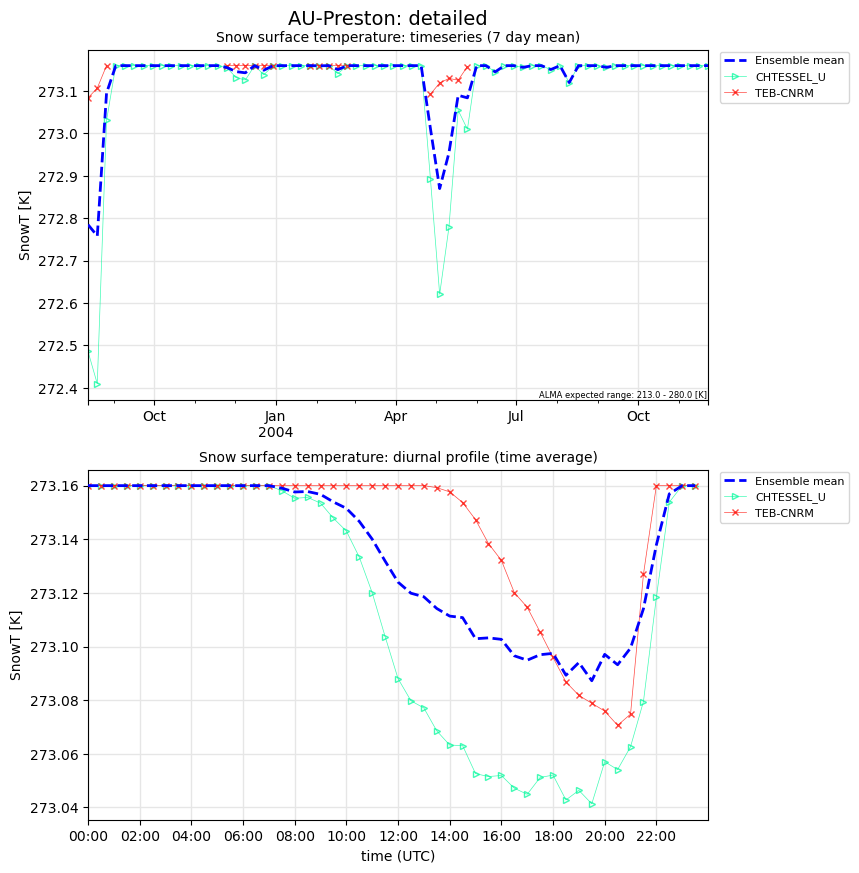 AU-Preston: detailed
Snow surface temperature: timeseries (7 day mean)
Ensemble mean
CHTESSEL_U
TEB-CNRM
273.1
273.0
272.9
272.8
272.7
272.6
272.5
272.4
SnowT [K]
ALMA expected range: 213.0 - 280.0 [K]
Oct
Jan
2004
Apr
Jul
Oct
Snow surface temperature: diurnal profile (time average)
Ensemble mean
CHTESSEL_U
TEB-CNRM
273.16
273.14
273.12
273.10
273.08
273.06
273.04
SnowT [K]
00:00 02:00 04:00 06:00 08:00 10:00 12:00 14:00 16:00 18:00 20:00 22:00
time (UTC)